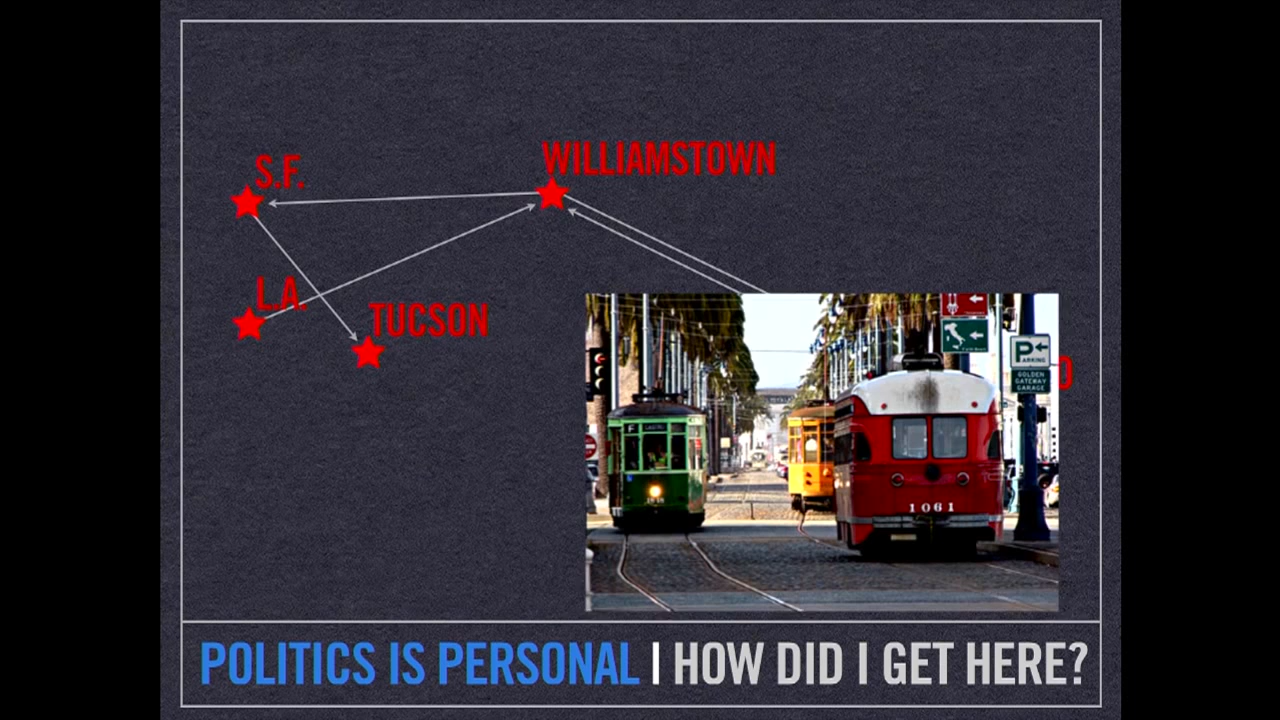 WILLIAMSTOWN
S.F.
L.A.
TUCSON
P
PARKING
GOLDEN
GATEWAY
GARAGE
F
1061
POLITICS IS PERSONAL | HOW DID I GET HERE?